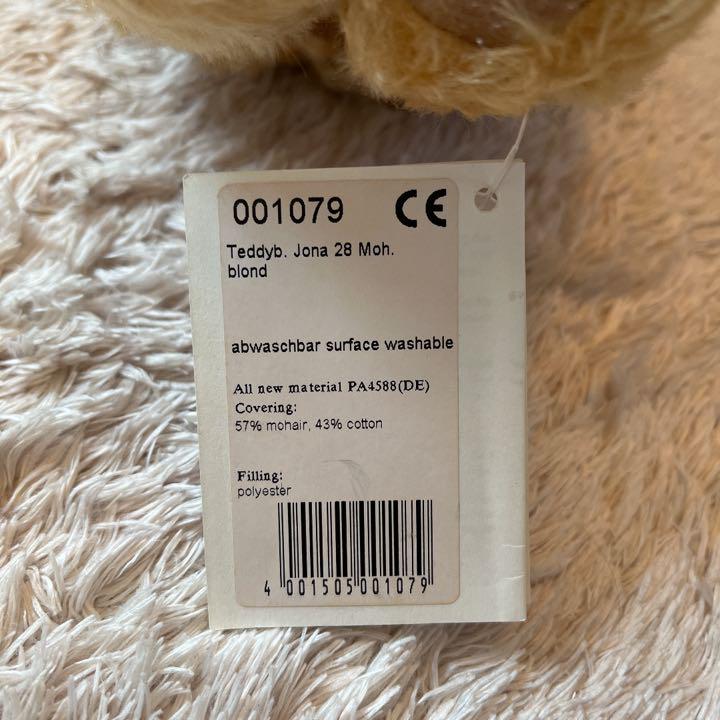 001079 CE
Teddyb. Jona 28 Moh.
blond
abwaschbar surface washable
All new material PA4588(DE)
Covering:
57% mohair, 43% cotton
Filling:
polyester
4 001505 001079